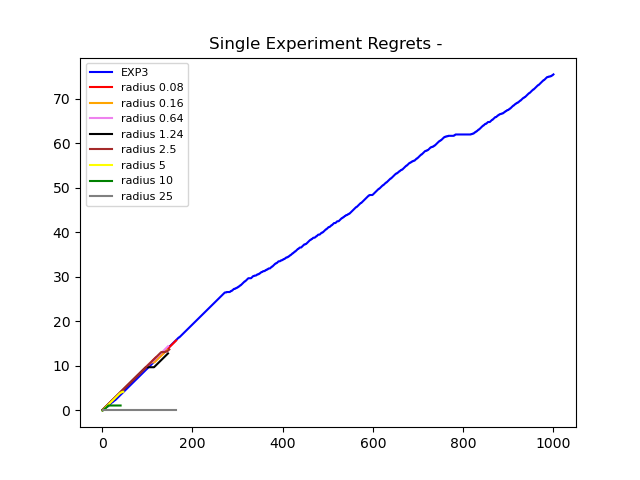 Single Experiment Regrets -
EXP3
radius 0.08
radius 0.16
radius 0.64
radius 1.24
radius 2.5
radius 5
radius 10
radius 25
70
60
50
40
30
20
10
0
0 200 400 600 800 1000